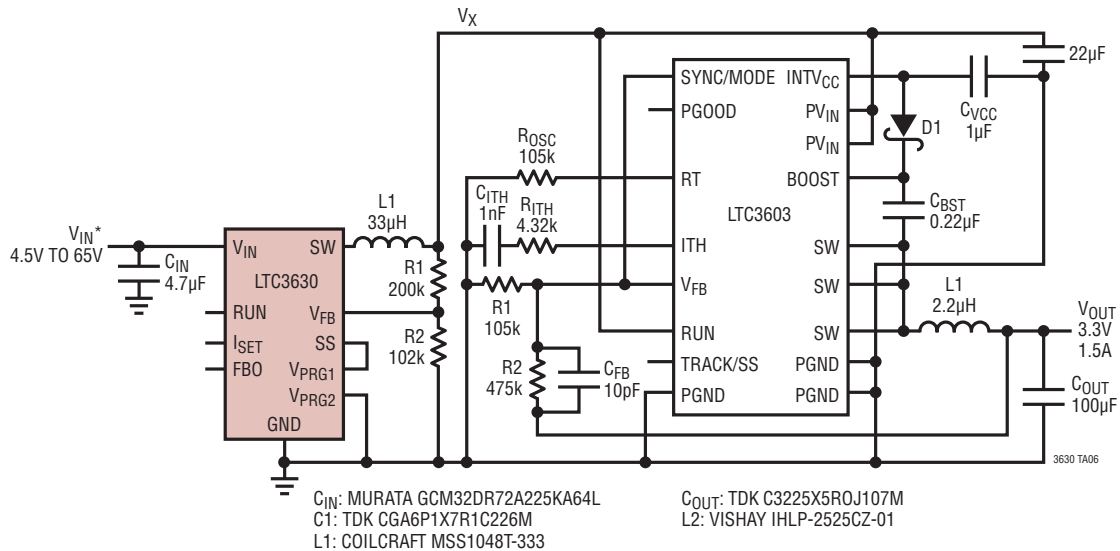 VX
22µF
SYNC/MODE
INTVCC
PGOOD
PVIN
CVCC
1µF
D1
PVIN
ROSC
105k
RT
BOOST
CITH
1nF
RITH
4.32k
LTC3603
CBST
0.22µF
L1
33µH
VIN*
4.5V TO 65V
CIN
4.7µF
VIN
SW
LTC3630
RUN
VFB
ISET
SS
FBO
VPRG1
VPRG2
GND
R1
200k
R2
102k
ITH
SW
R1
105k
VFB
SW
L1
2.2µH
VOUT
3.3V
1.5A
RUN
SW
R2
475k
CFB
10pF
TRACK/SS
PGND
PGND
PGND
COUT
100µF
3630 TA06
CIN: MURATA GCM32DR72A225KA64L
C1: TDK CGA6P1X7R1C226M
L1: COILCRAFT MSS1048T-333
COUT: TDK C3225X5ROJ107M
L2: VISHAY IHLP-2525CZ-01